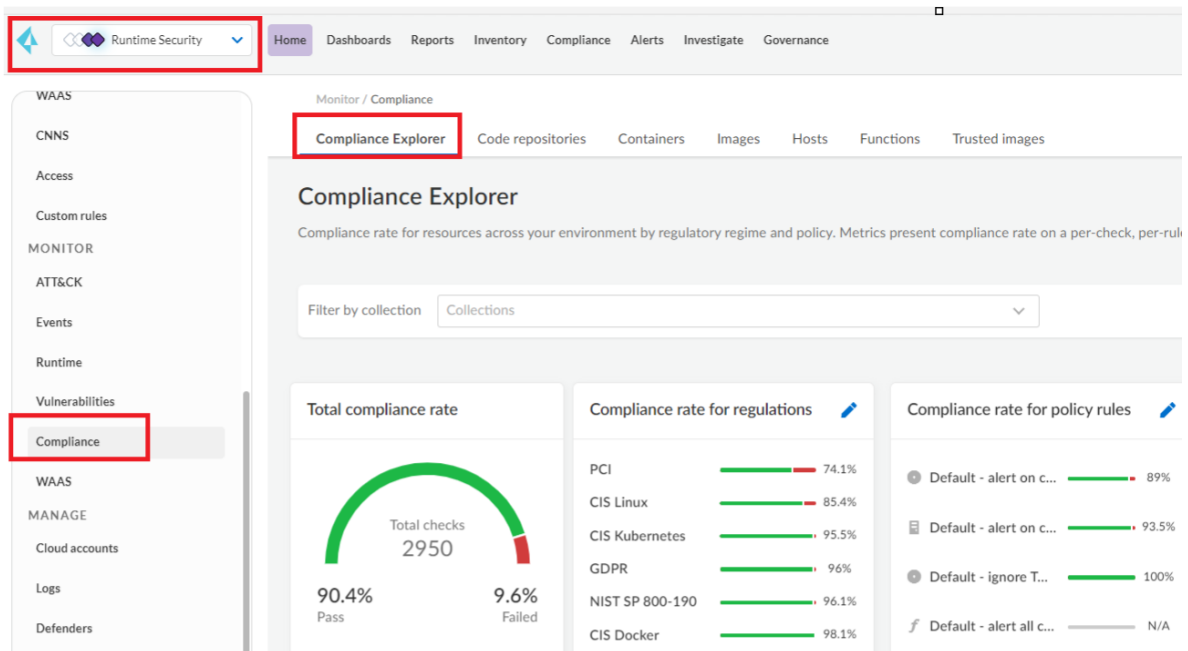 Runtime Security
Home Dashboards Reports Inventory Compliance Alerts Investigate Governance
WAAS
CNNS
Access
Custom rules
MONITOR
ATT&CK
Events
Runtime
Vulnerabilities
Compliance
WAAS
MANAGE
Cloud accounts
Logs
Defenders
Monitor / Compliance
Compliance Explorer Code repositories Containers Images Hosts Functions Trusted images
Compliance Explorer
Compliance rate for resources across your environment by regulatory regime and policy. Metrics present compliance rate on a per-check, per-rul
Filter by collection Collections
Total compliance rate
Total checks
2950
90.4% 9.6%
Pass Failed
Compliance rate for regulations
PCI 74.1%
CIS Linux 85.4%
CIS Kubernetes 95.5%
GDPR 96%
NIST SP 800-190 96.1%
CIS Docker 98.1%
Compliance rate for policy rules
Default - alert on c... 89%
Default - alert on c... 93.5%
Default - ignore T... 100%
Default - alert all c... N/A